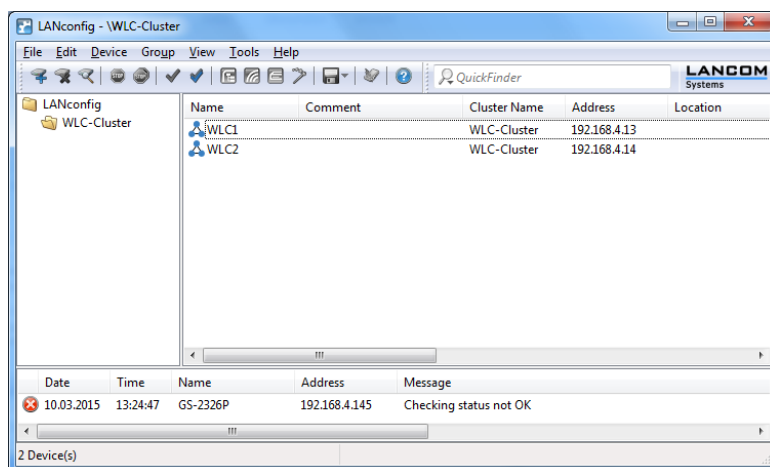 LANconfig - \WLC-Cluster
File Edit Device Group View Tools Help
QuickFinder
LANCOM
Systems
LANconfig
WLC-Cluster
Name Comment Cluster Name Address Location
WLC1 WLC-Cluster 192.168.4.13
WLC2 WLC-Cluster 192.168.4.14
Date Time Name Address Message
10.03.2015 13:24:47 GS-2326P 192.168.4.145 Checking status not OK
2 Device(s)